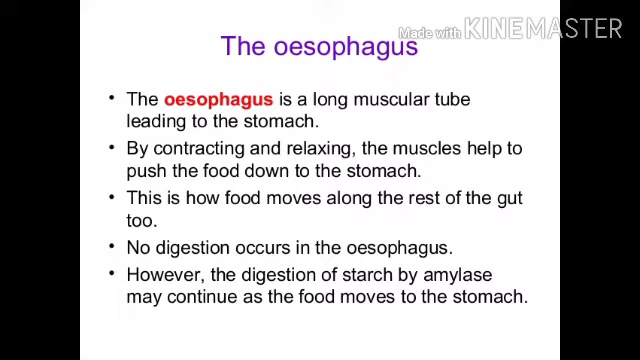 Made with KINEMASTER
The oesophagus
• The oesophagus is a long muscular tube
leading to the stomach.
• By contracting and relaxing, the muscles help to
push the food down to the stomach.
• This is how food moves along the rest of the gut
too.
• No digestion occurs in the oesophagus.
• However, the digestion of starch by amylase
may continue as the food moves to the stomach.